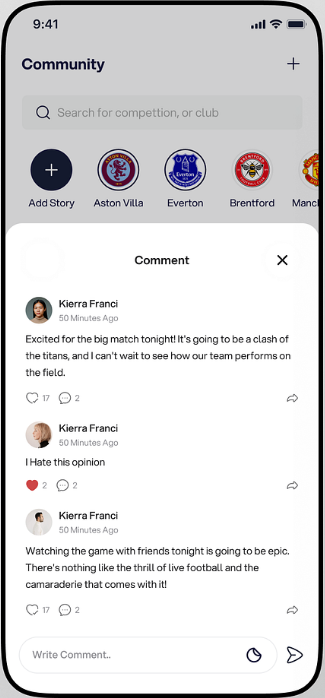 9:41
Community
Search for compettion, or club
Add Story
Aston Villa
Everton
Brentford
Manch
Comment
Kierra Franci
50 Minutes Ago
Excited for the big match tonight! It's going to be a clash of
the titans, and I can't wait to see how our team performs on
the field.
17 2
Kierra Franci
50 Minutes Ago
I Hate this opinion
2 2
Kierra Franci
50 Minutes Ago
Watching the game with friends tonight is going to be epic.
There's nothing like the thrill of live football and the
camaraderie that comes with it!
17 2
Write Comment..